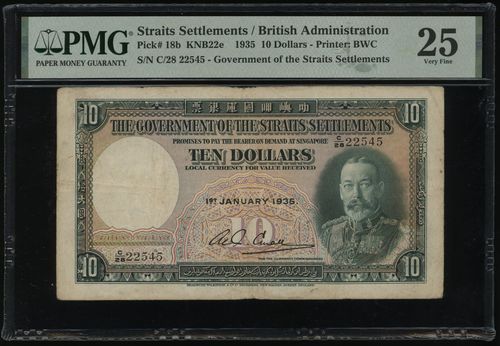 PMG
PAPER MONEY GUARANTY
Straits Settlements / British Administration
Pick# 18b KNB22e 1935 10 Dollars - Printer: BWC
S/N C/28 22545 - Government of the Straits Settlements
25
Very Fine
10
10
THE GOVERNMENT OF THE STRAITS SETTLEMENTS
PROMISES TO PAY THE BEARER ON DEMAND AT SINGAPORE
C/28 22545
TEN DOLLARS
LOCAL CURRENCY FOR VALUE RECEIVED
1ST JANUARY 1935.
10
C/28 22545
10
10